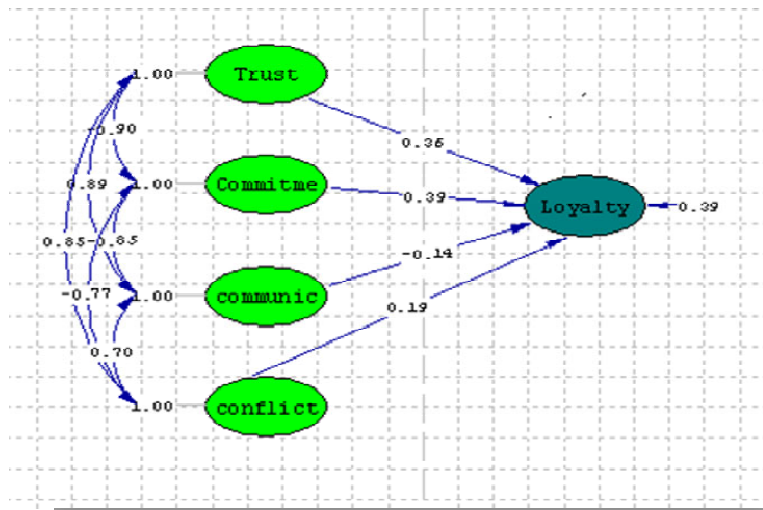 1.00 Trust
-0.90
0.35
0.89 1.00 Commitme 0.39 Loyalty 0.39
0.85 -0.85
-0.14
-0.77 1.00 communic
0.19
0.70
1.00 conflict